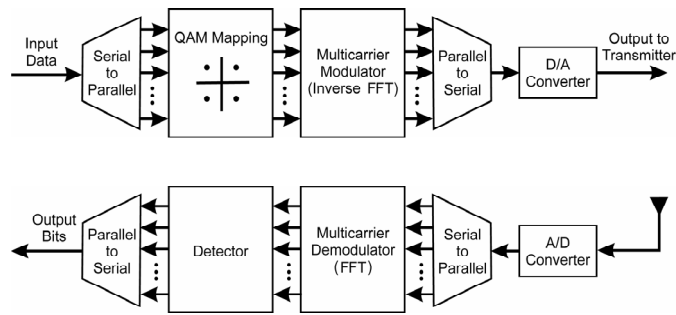 Input
Data
Serial
to
Parallel
QAM Mapping
Multicarrier
Modulator
(Inverse FFT)
Parallel
to
Serial
D/A
Converter
Output to
Transmitter
Output
Bits
Parallel
to
Serial
Detector
Multicarrier
Demodulator
(FFT)
Serial
to
Parallel
A/D
Converter